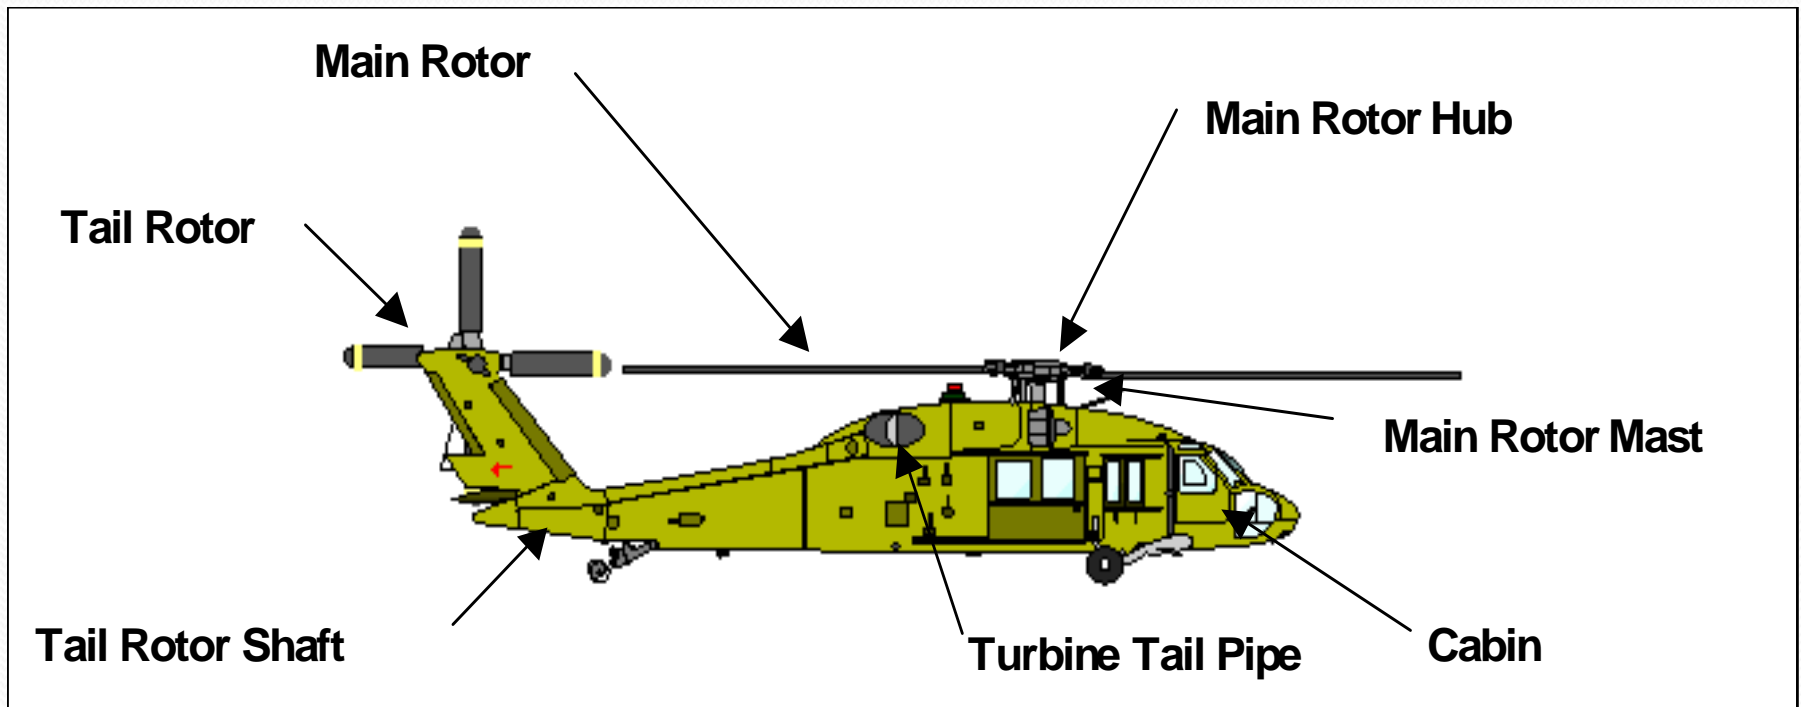 Main Rotor
Main Rotor Hub
Tail Rotor
Main Rotor Mast
Tail Rotor Shaft
Turbine Tail Pipe
Cabin